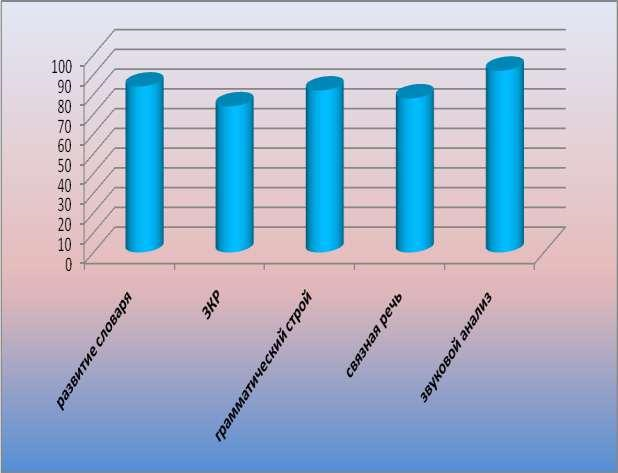 100
90
80
70
60
50
40
30
20
10
0
развитие словаря
ЗКР
грамматический строй
связная речь
звуковой анализ